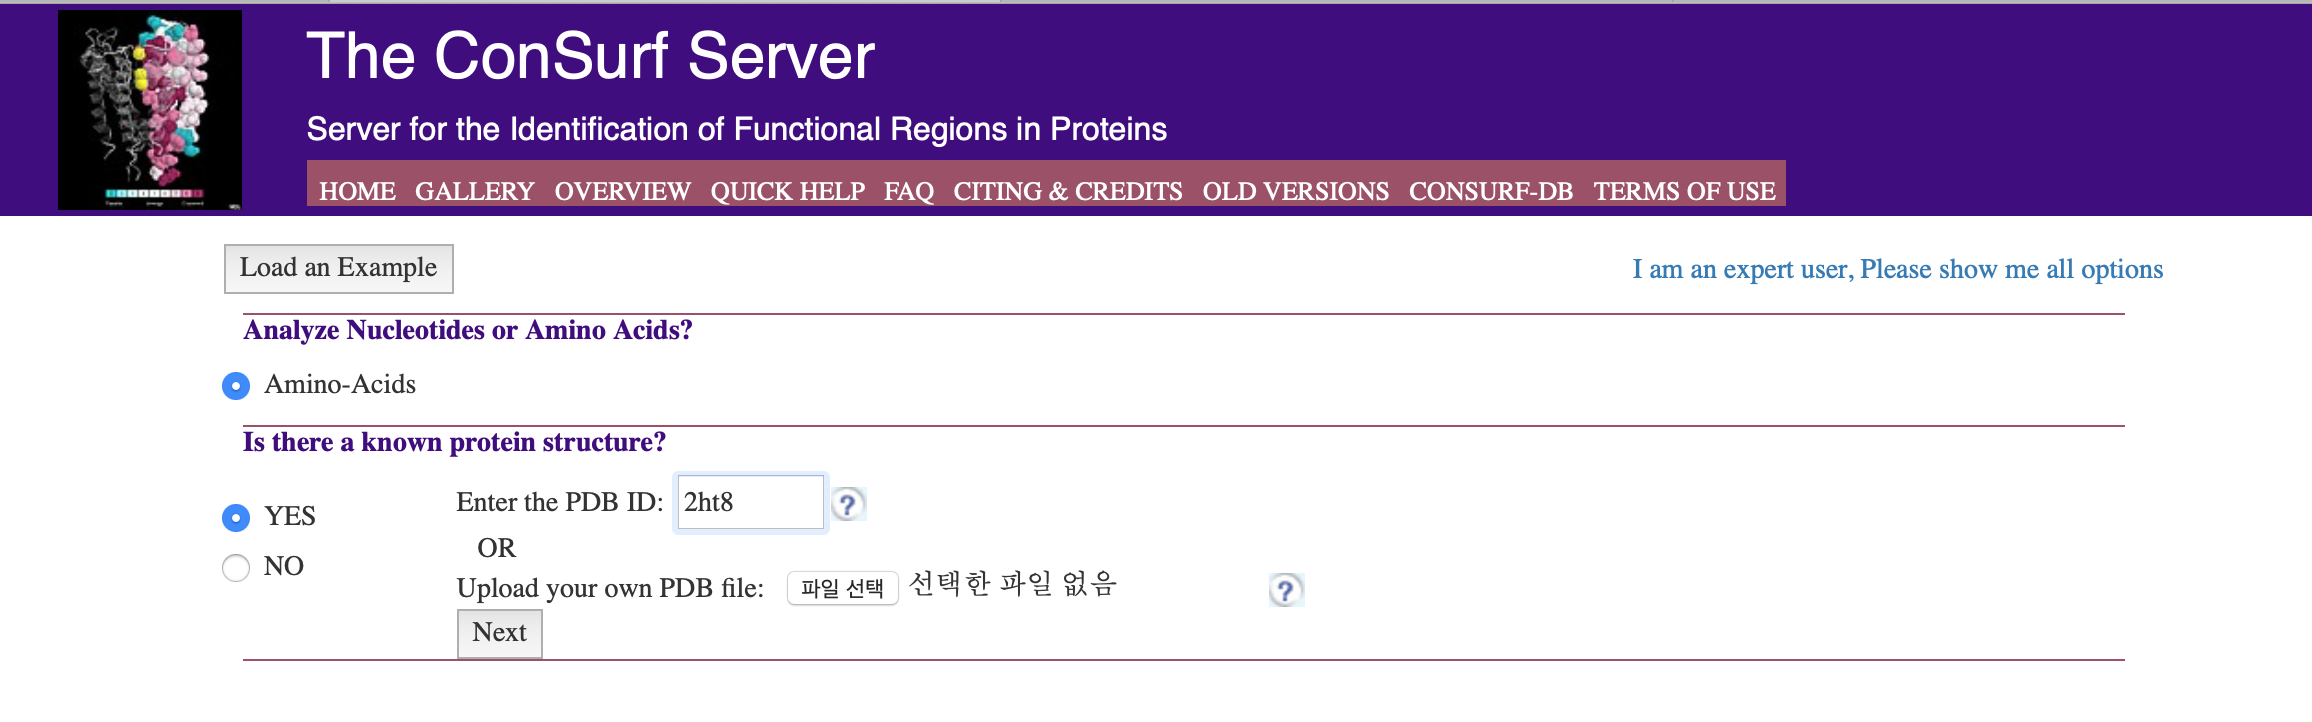 The ConSurf Server
Server for the Identification of Functional Regions in Proteins
HOME GALLERY OVERVIEW QUICK HELP FAQ CITING & CREDITS OLD VERSIONS CONSURF-DB TERMS OF USE
Load an Example
I am an expert user, Please show me all options
Analyze Nucleotides or Amino Acids?
Amino-Acids
Is there a known protein structure?
YES
NO
Enter the PDB ID: 2ht8 ?
OR
Upload your own PDB file: 파일 선택 선택한 파일 없음 ?
Next